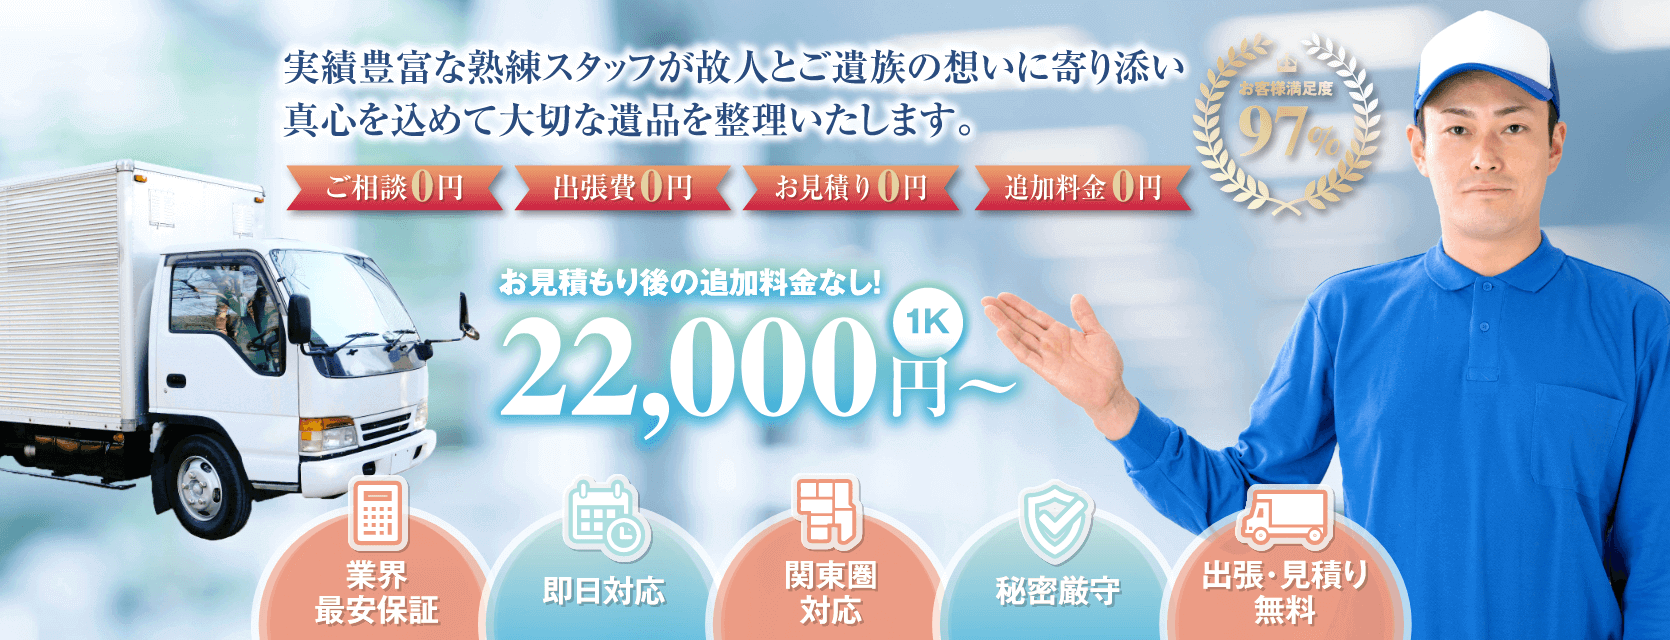 実績豊富な熟練スタッフが故人とご遺族の想いに寄り添い
真心を込めて大切な遺品を整理いたします。
お客様満足度
97%
ご相談0円
出張費0円
お見積り0円
追加料金0円
お見積もり後の追加料金なし!
1K
22,000円～
業界
最安保証
即日対応
関東圏
対応
秘密厳守
出張・見積り
無料